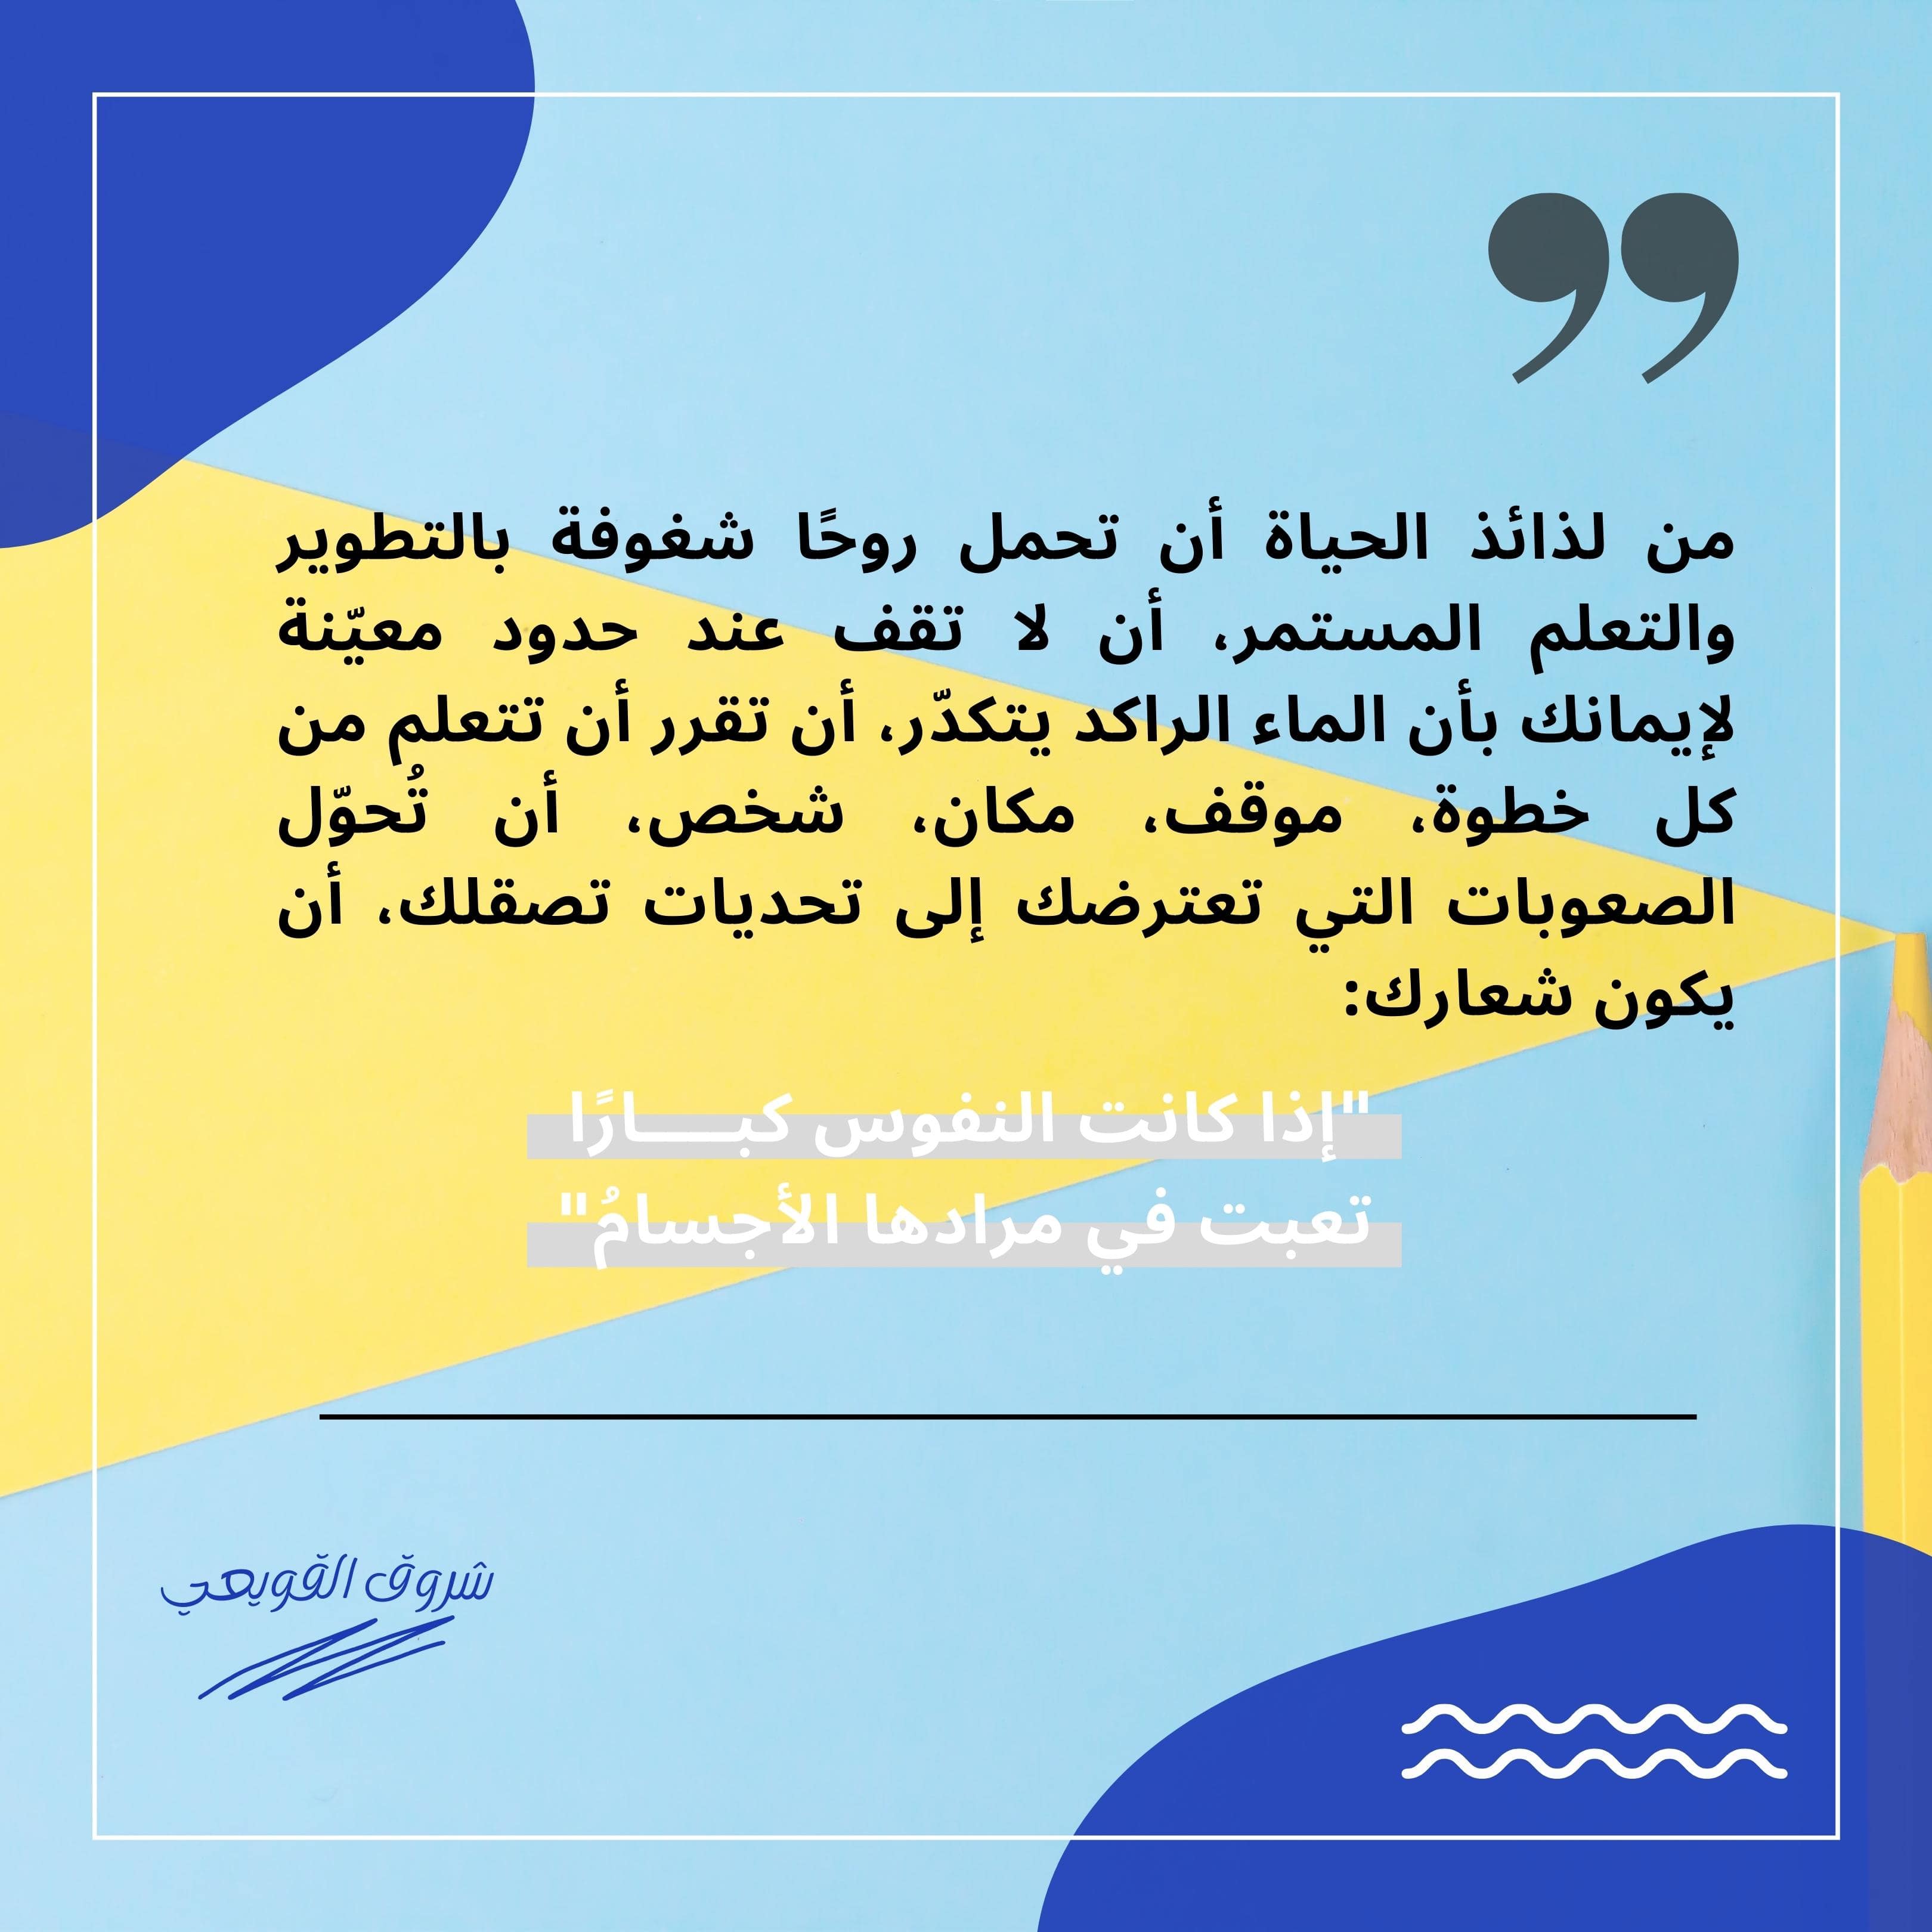 من لذائذ الحياة أن تحمل روحًا شغوفة بالتطوير
والتعلم المستمر، أن لا تقف عند حدود معيّنة
لإيمانك بأن الماء الراكد يتكدّر، أن تقرر أن تتعلم من
كل خطوة، موقف، مكان، شخص، أن تُحوّل
الصعوبات التي تعترضك إلى تحديات تصقلك، أن
يكون شعارك:
"إذا كانت النفوس كبـــــارًا
تعبت في مرادها الأجسامُ"
شروق القويعي